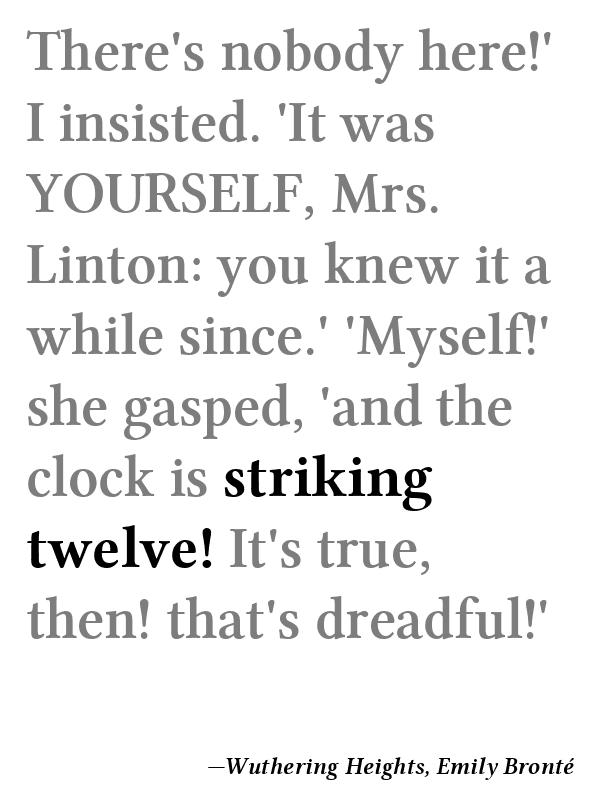 There's nobody here!'
I insisted. 'It was
YOURSELF, Mrs.
Linton: you knew it a
while since.' 'Myself!'
she gasped, 'and the
clock is striking
twelve! It's true,
then! that's dreadful!'
—Wuthering Heights, Emily Bronté